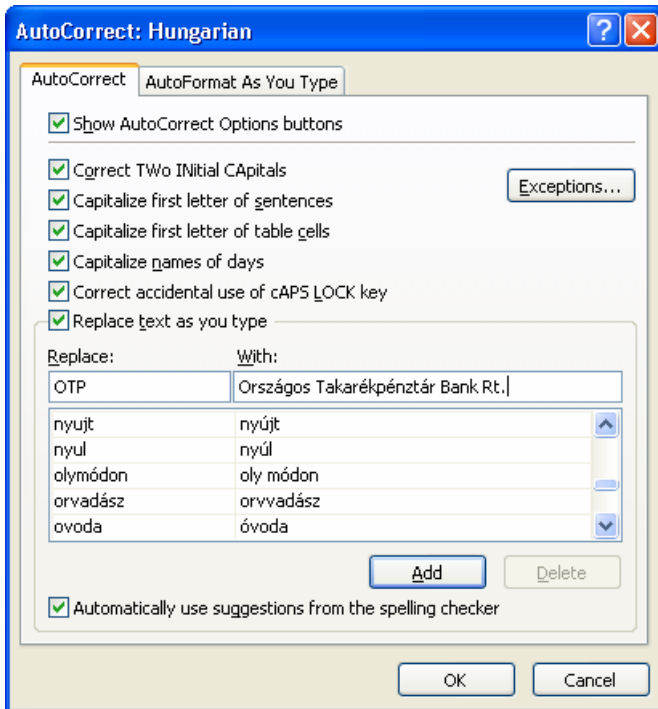 AutoCorrect: Hungarian
AutoCorrect AutoFormat As You Type
Show AutoCorrect Options buttons
Correct TWo INitial CApitals
Exceptions...
Capitalize first letter of sentences
Capitalize first letter of table cells
Capitalize names of days
Correct accidental use of cAPS LOCK key
Replace text as you type
Replace: With:
OTP Országos Takarékpénztár Bank Rt.
nyujt nyújt
nyul nyúl
olymódon oly módon
orvadász orvvadász
ovoda óvoda
Add Delete
Automatically use suggestions from the spelling checker
OK Cancel